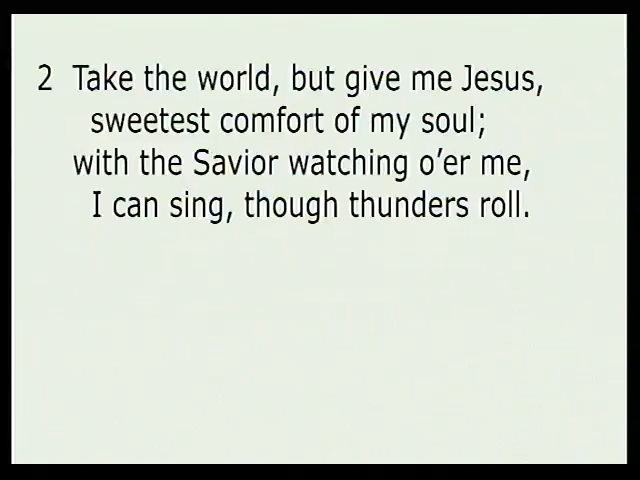 2 Take the world, but give me Jesus,
sweetest comfort of my soul;
with the Savior watching o’er me,
I can sing, though thunders roll.